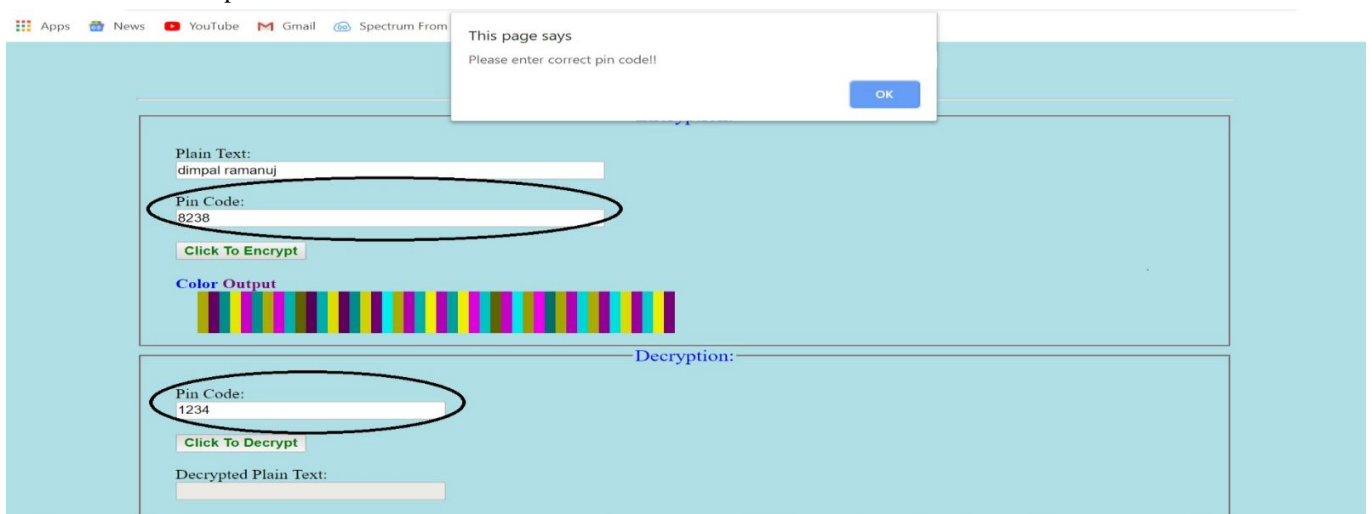 Apps News YouTube Gmail Spectrum From
This page says
Please enter correct pin code!!
OK
Plain Text:
dimpal ramanuj
Pin Code:
8238
Click To Encrypt
Color Output
Decryption:
Pin Code:
1234
Click To Decrypt
Decrypted Plain Text: